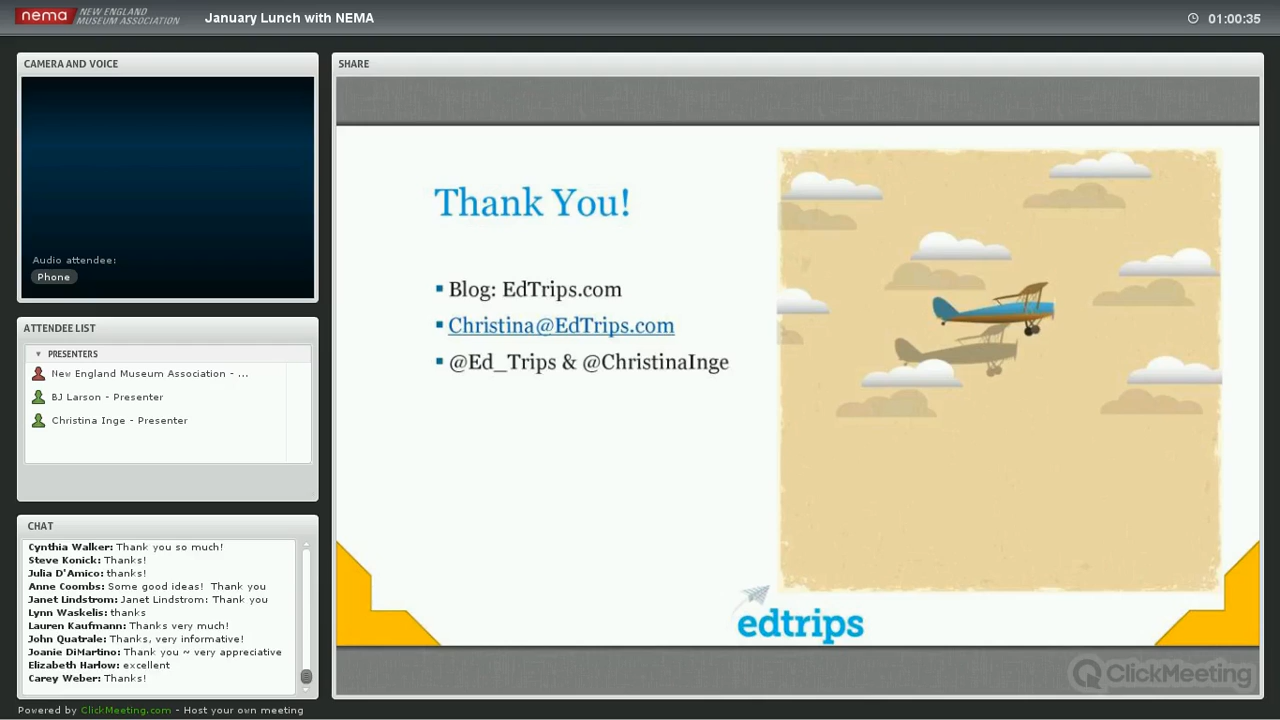 nema NEW ENGLAND
MUSEUM ASSOCIATION
January Lunch with NEMA
01:00:35
CAMERA AND VOICE
Audio attendee:
Phone
ATTENDEE LIST
PRESENTERS
New England Museum Association - ...
BJ Larson - Presenter
Christina Inge - Presenter
CHAT
Cynthia Walker: Thank you so much!
Steve Konick: Thanks!
Julia D'Amico: thanks!
Anne Coombs: Some good ideas!  Thank you
Janet Lindstrom: Janet Lindstrom: Thank you
Lynn Waskelis: thanks
Lauren Kaufmann: Thanks very much!
John Quatrale: Thanks, very informative!
Joanie DiMartino: Thank you ~ very appreciative
Elizabeth Harlow: excellent
Carey Weber: Thanks!
SHARE
Thank You!
Blog: EdTrips.com
Christina@EdTrips.com
@Ed_Trips & @ChristinaInge
edtrips
ClickMeeting
Powered by ClickMeeting.com - Host your own meeting